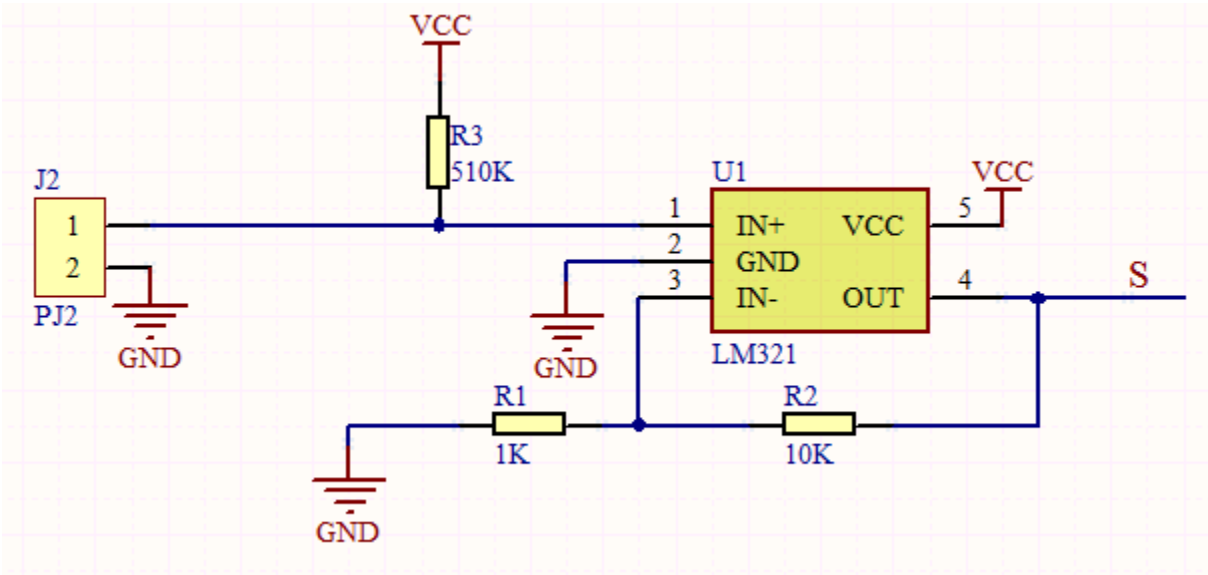 VCC
R3
510K
J2
1
2
PJ2
GND
U1
VCC
1
IN+
VCC
5
2
GND
3
IN-
OUT
4
S
GND
LM321
R1
1K
R2
10K
GND